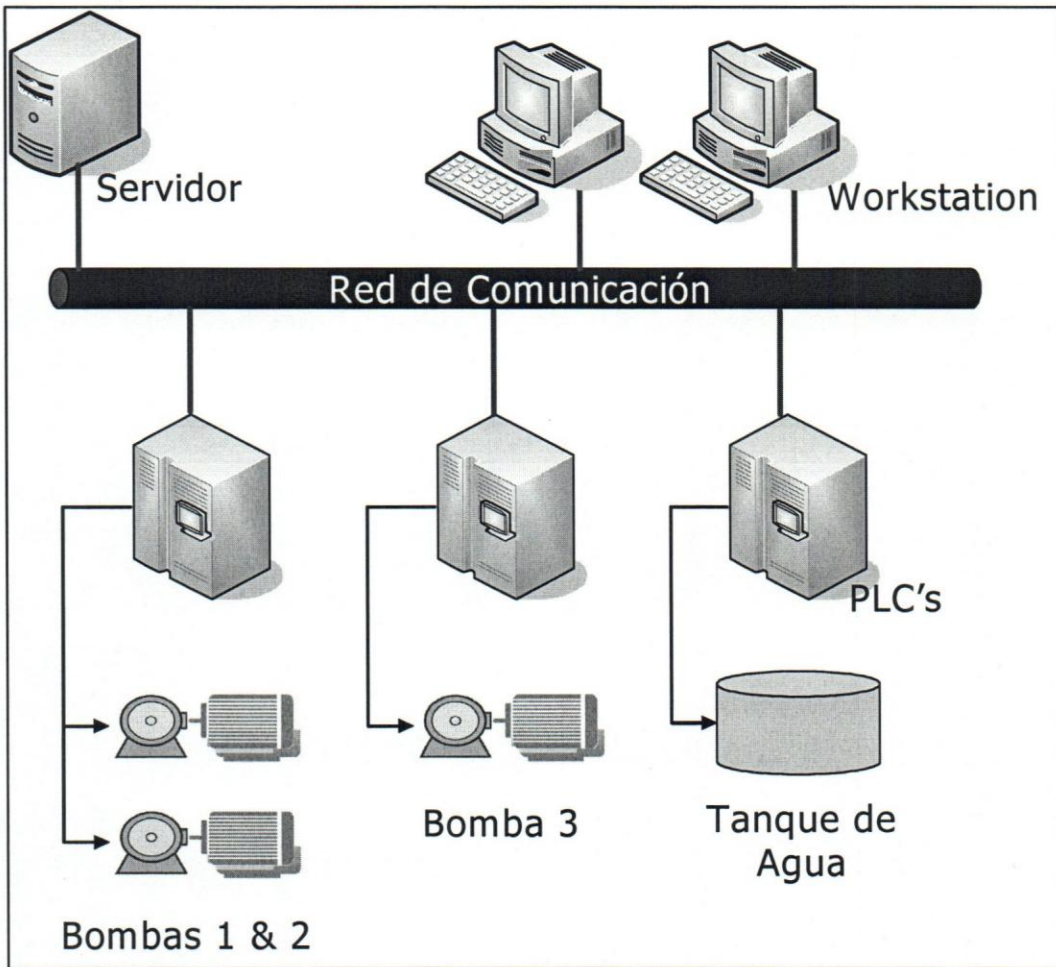 Servidor
Workstation
Red de Comunicación
PLC's
Bomba 3
Tanque de
Agua
Bombas 1 & 2